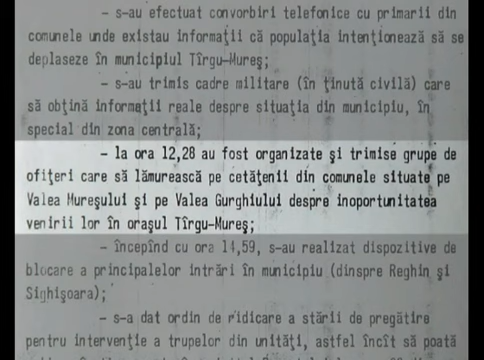 - s-au efectuat convorbiri telefonice cu primarii din
comunele unde existau informaţii că populaţia intenţionează să se
deplaseze în municipiul Tîrgu-Mureş;
- s-au trimis cadre militare (în ţinută civilă) care
să obţină informaţii reale despre situaţia din municipiu, în
special din zona centrală;
- la ora 12,28 au fost organizate şi trimise grupe de
ofiţeri care să lămurească pe cetăţenii din comunele situate pe
Valea Mureşului şi pe Valea Gurghiului despre inoportunitatea
venirii lor în oraşul Tîrgu-Mureş;
- începînd cu ora 14,59, s-au realizat dispozitive de
blocare a principalelor intrări în municipiu (dinspre Reghin şi
Sighişoara);
- s-a dat ordin de ridicare a stării de pregătire
pentru intervenţie a trupelor din unităţi, astfel încît să poată